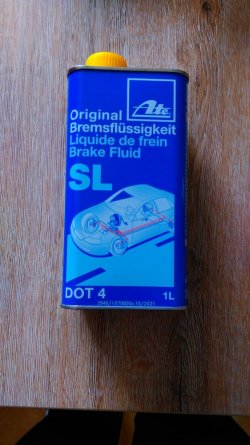 Ate
Original
Bremsflüssigkeit
Liquide de frein
Brake Fluid
SL
DOT 4
1L